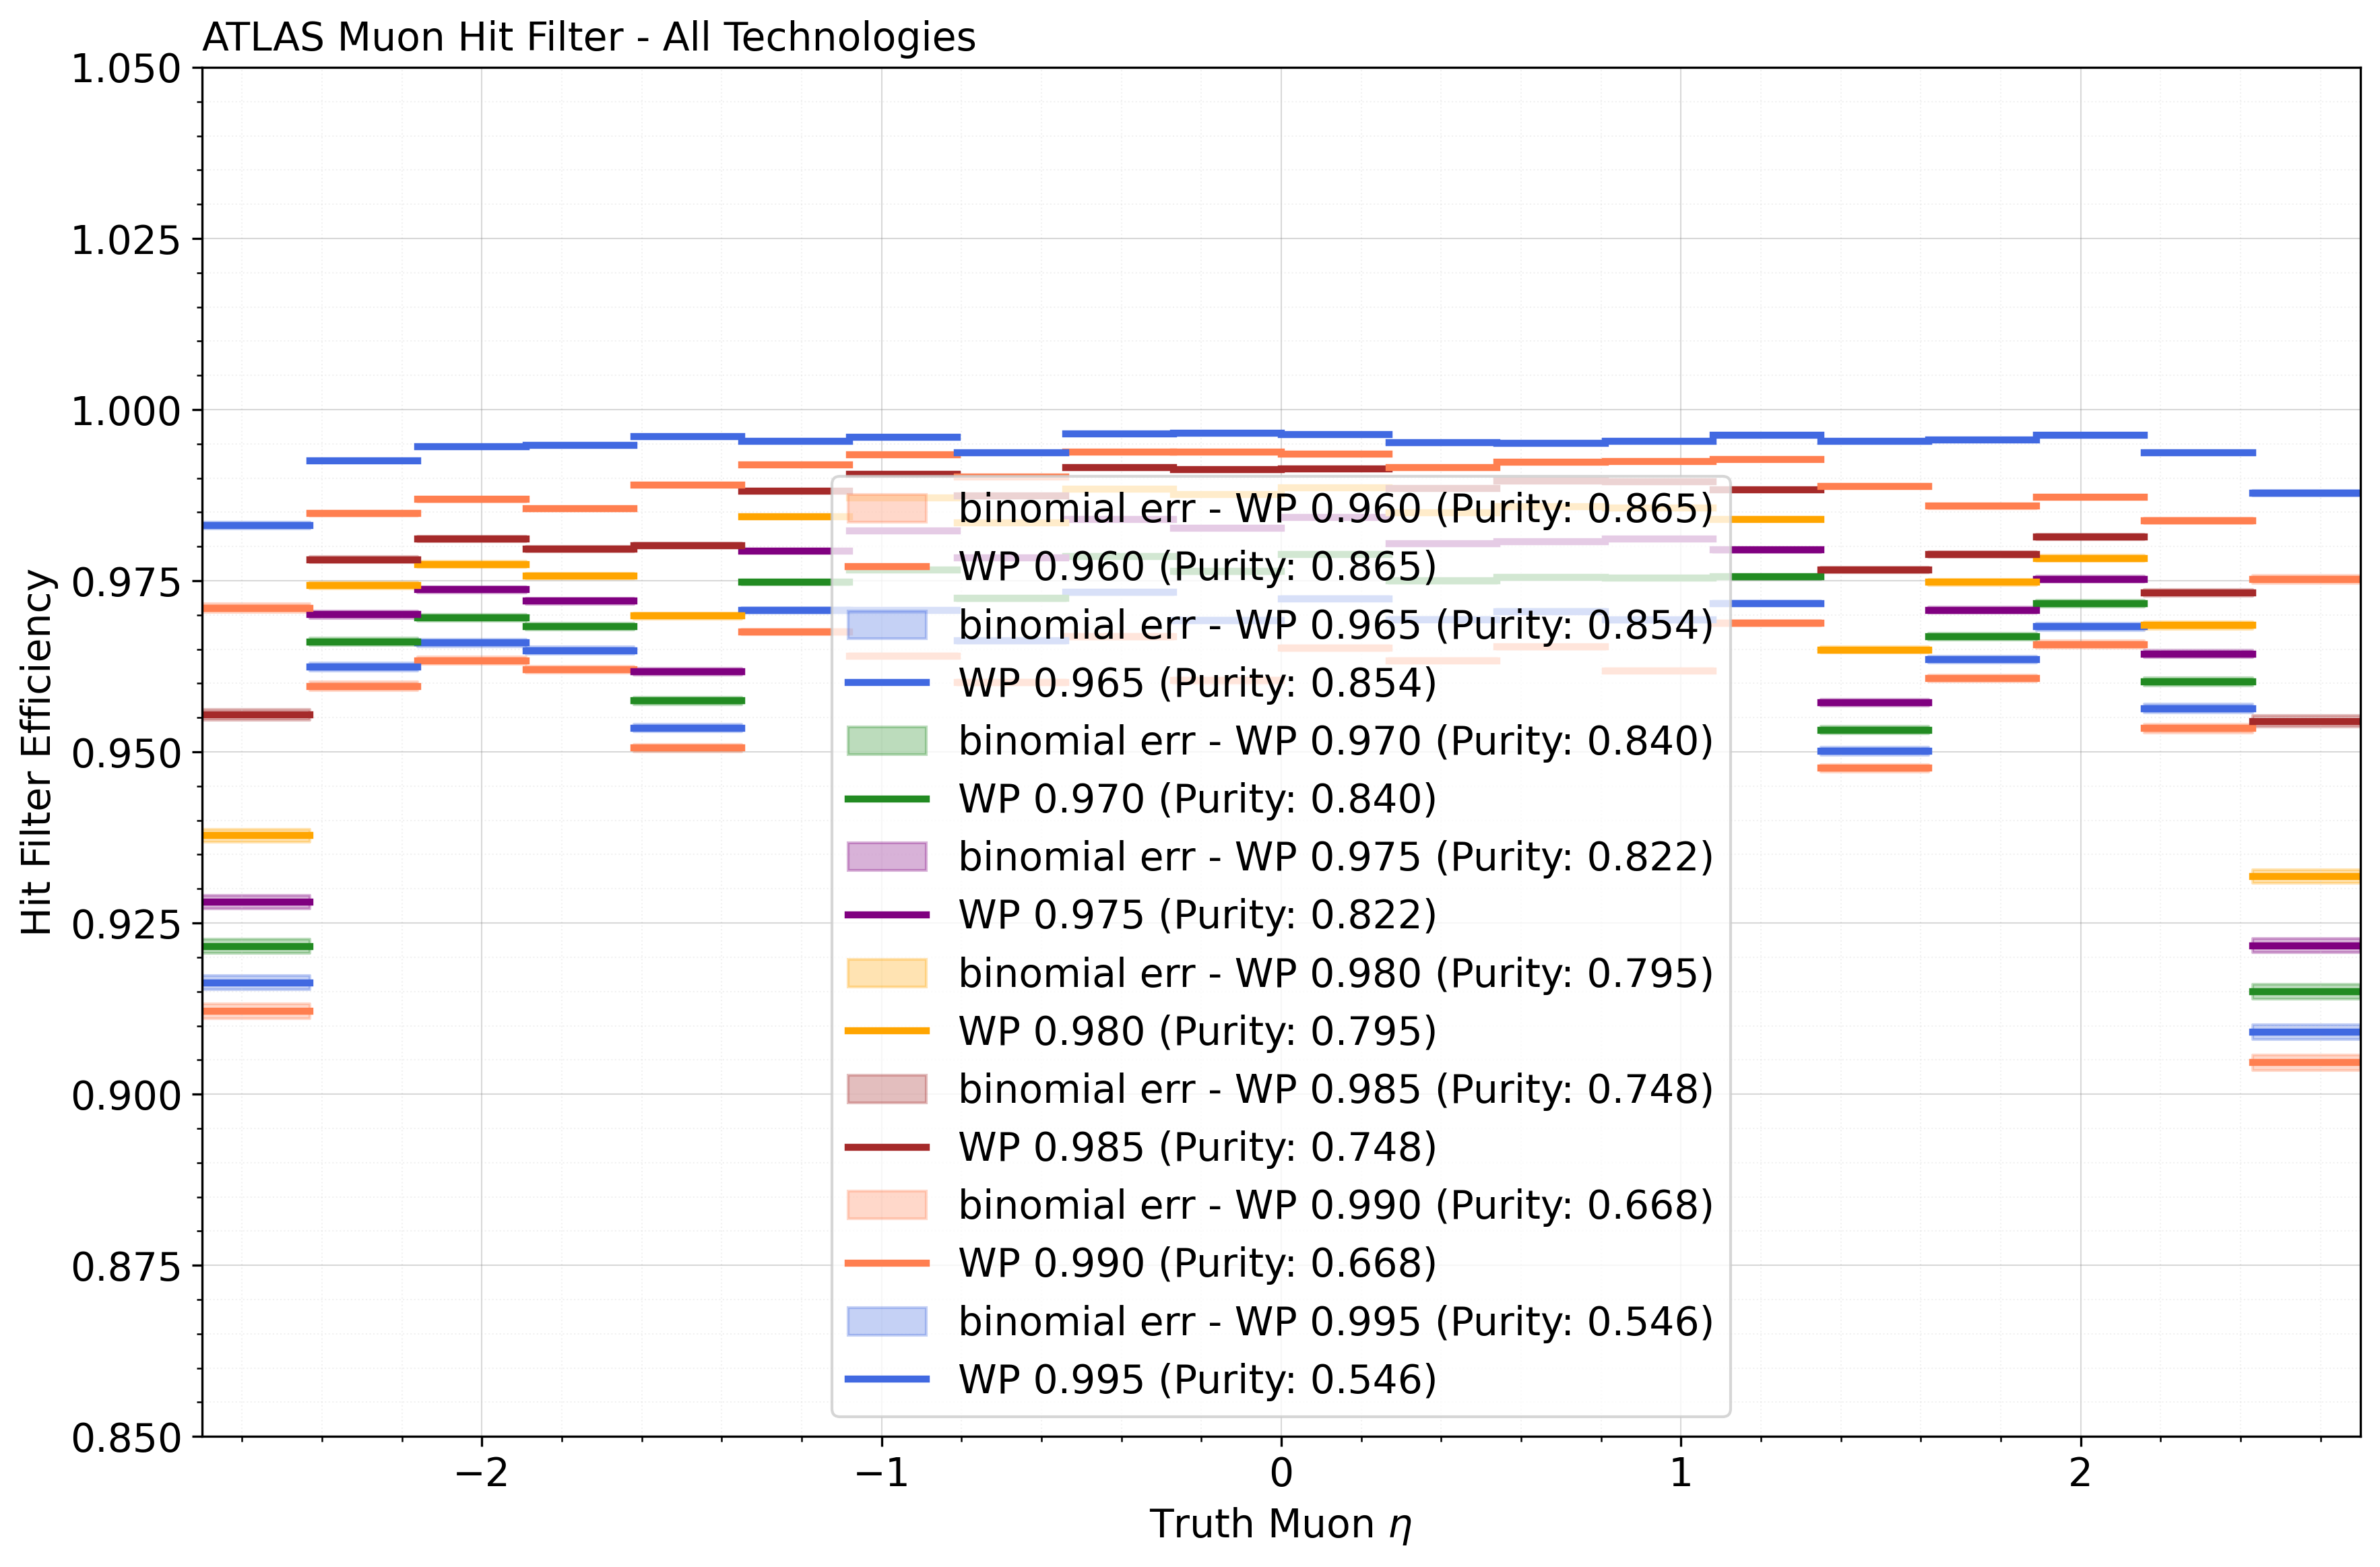 ATLAS Muon Hit Filter - All Technologies
1.050
1.025
1.000
0.975
0.950
0.925
0.900
0.875
0.850
Hit Filter Efficiency
binomial err - WP 0.960 (Purity: 0.865)
WP 0.960 (Purity: 0.865)
binomial err - WP 0.965 (Purity: 0.854)
WP 0.965 (Purity: 0.854)
binomial err - WP 0.970 (Purity: 0.840)
WP 0.970 (Purity: 0.840)
binomial err - WP 0.975 (Purity: 0.822)
WP 0.975 (Purity: 0.822)
binomial err - WP 0.980 (Purity: 0.795)
WP 0.980 (Purity: 0.795)
binomial err - WP 0.985 (Purity: 0.748)
WP 0.985 (Purity: 0.748)
binomial err - WP 0.990 (Purity: 0.668)
WP 0.990 (Purity: 0.668)
binomial err - WP 0.995 (Purity: 0.546)
WP 0.995 (Purity: 0.546)
−2 −1 0 1 2
Truth Muon η